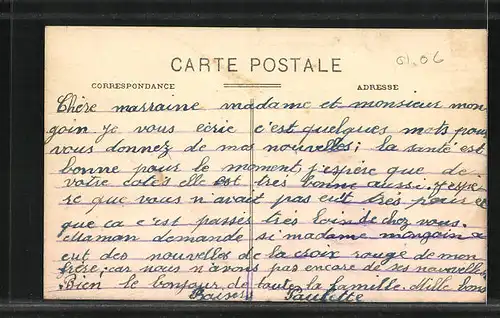 01.06
CARTE POSTALE
CORRESPONDANCE
ADRESSE
Chère marraine madame et monsieur mon
goin je vous écrie c'est quelques mots pour
vous donnez de mes nouvelles; la santé est
bonne pour le moment j'espère que de
votre cotés elle est très bonne aussi. j'espè
re que vous n'avait pas eut très peur et
que ca c'est passés très loin de chez vous.
maman demande si madame mongoin a
eut des nouvelles de la croix rouge de mon
frère, car nous n'avons pas encore de ses nouvelles
Bien le bonjour de toute la famille Mille bons
Baisers Paulette